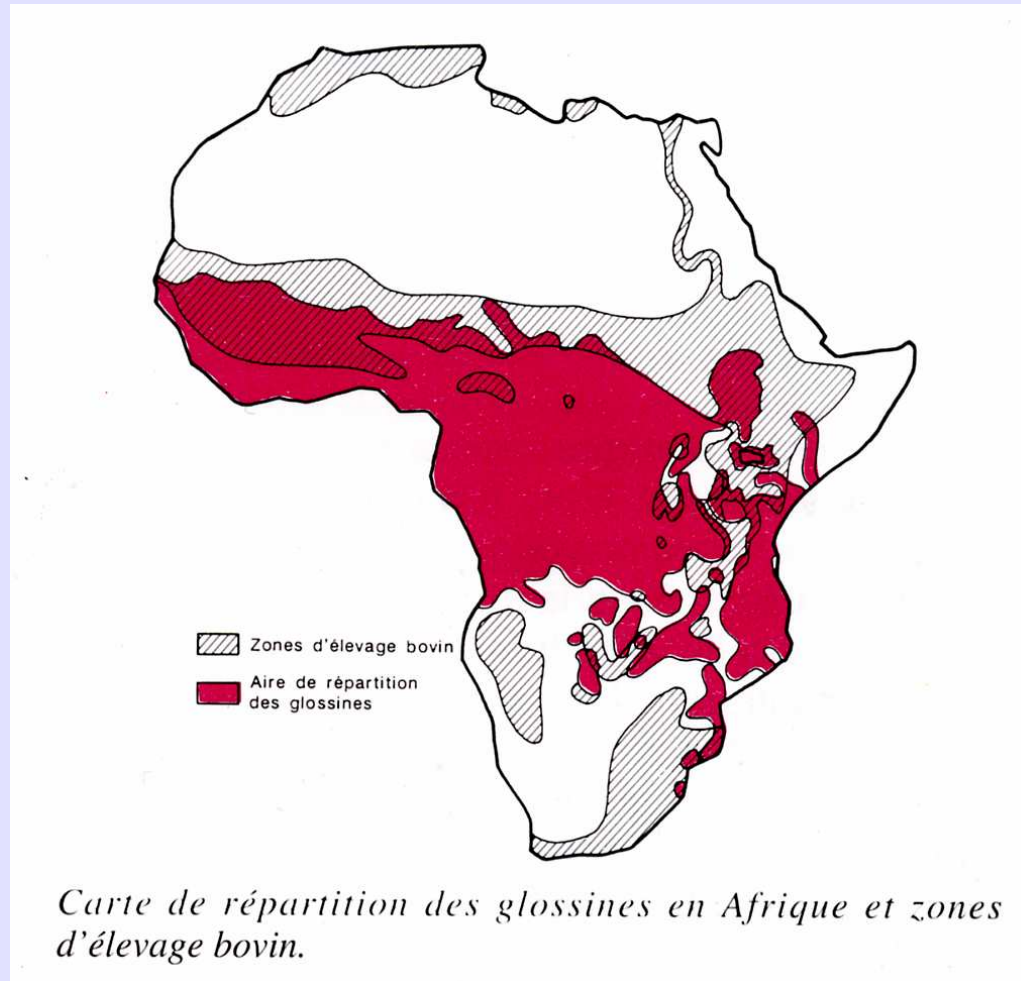 Zones d'élevage bovin
Aire de répartition
des glossines
Carte de répartition des glossines en Afrique et zones
d'élevage bovin.